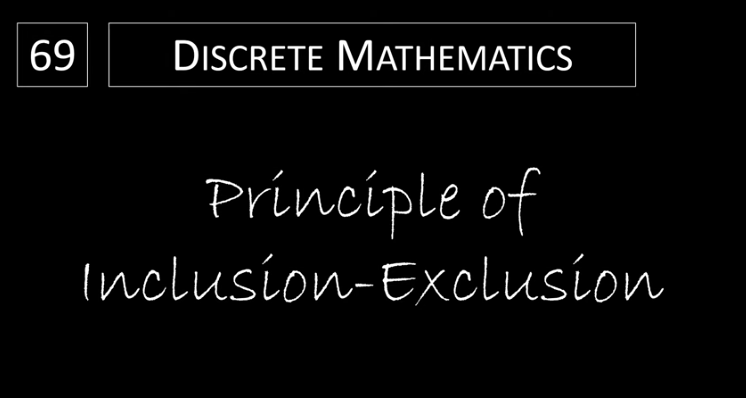 69
DISCRETE MATHEMATICS
Principle of
Inclusion-Exclusion